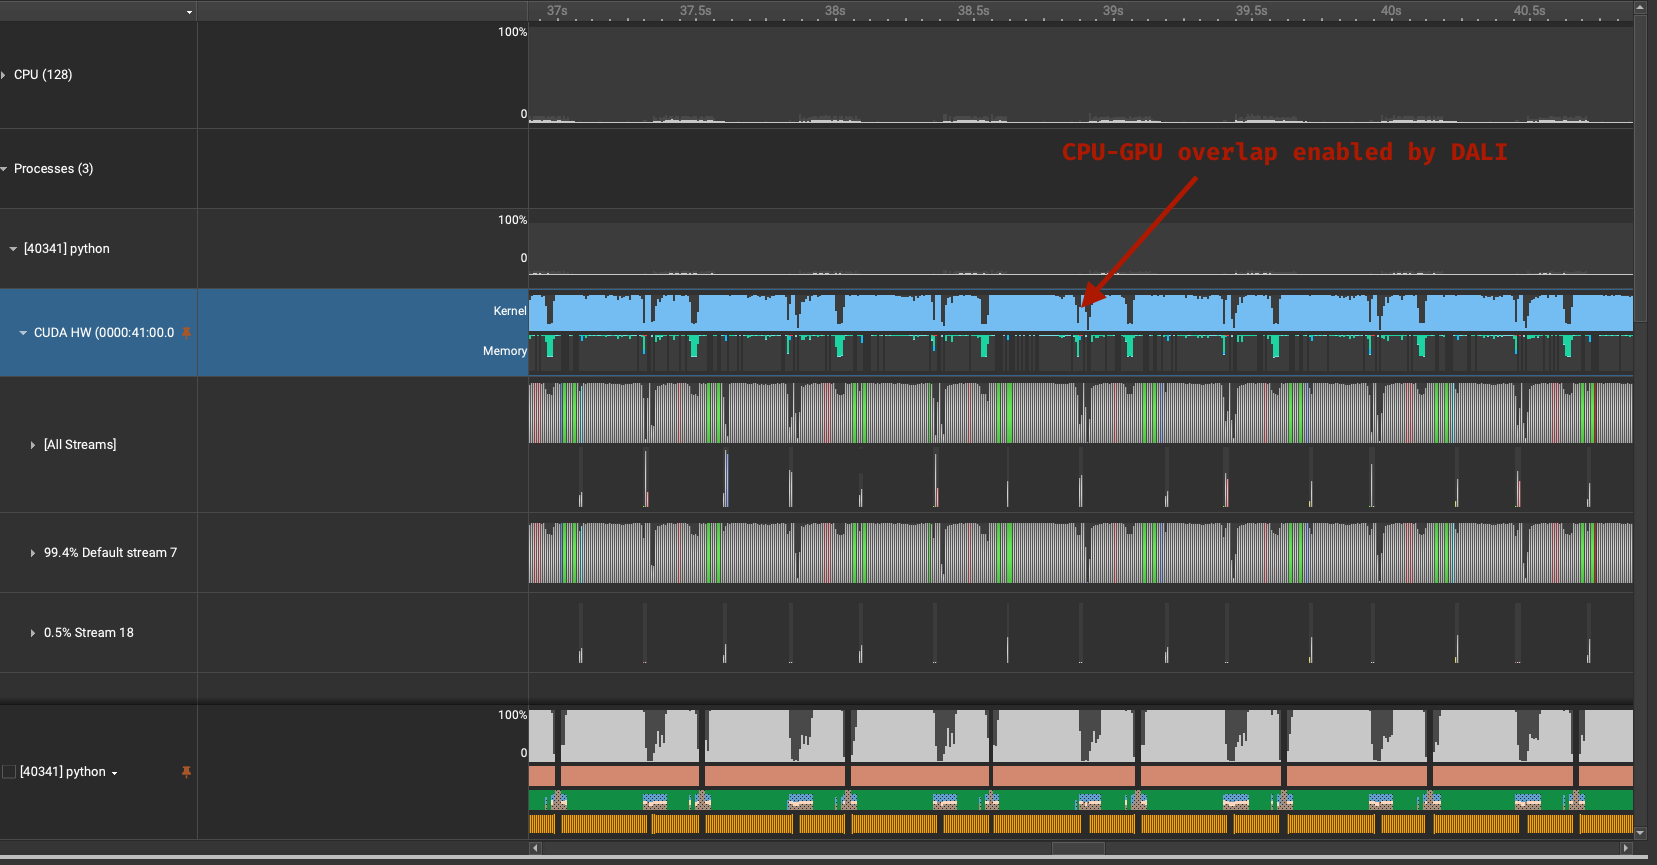 37s 37.5s 38s 38.5s 39s 39.5s 40s 40.5s
100%
CPU (128)
0
CPU-GPU overlap enabled by DALI
Processes (3)
100%
[40341] python
0
Kernel
CUDA HW (0000:41:00.0
Memory
[All Streams]
99.4% Default stream 7
0.5% Stream 18
100%
0
[40341] python